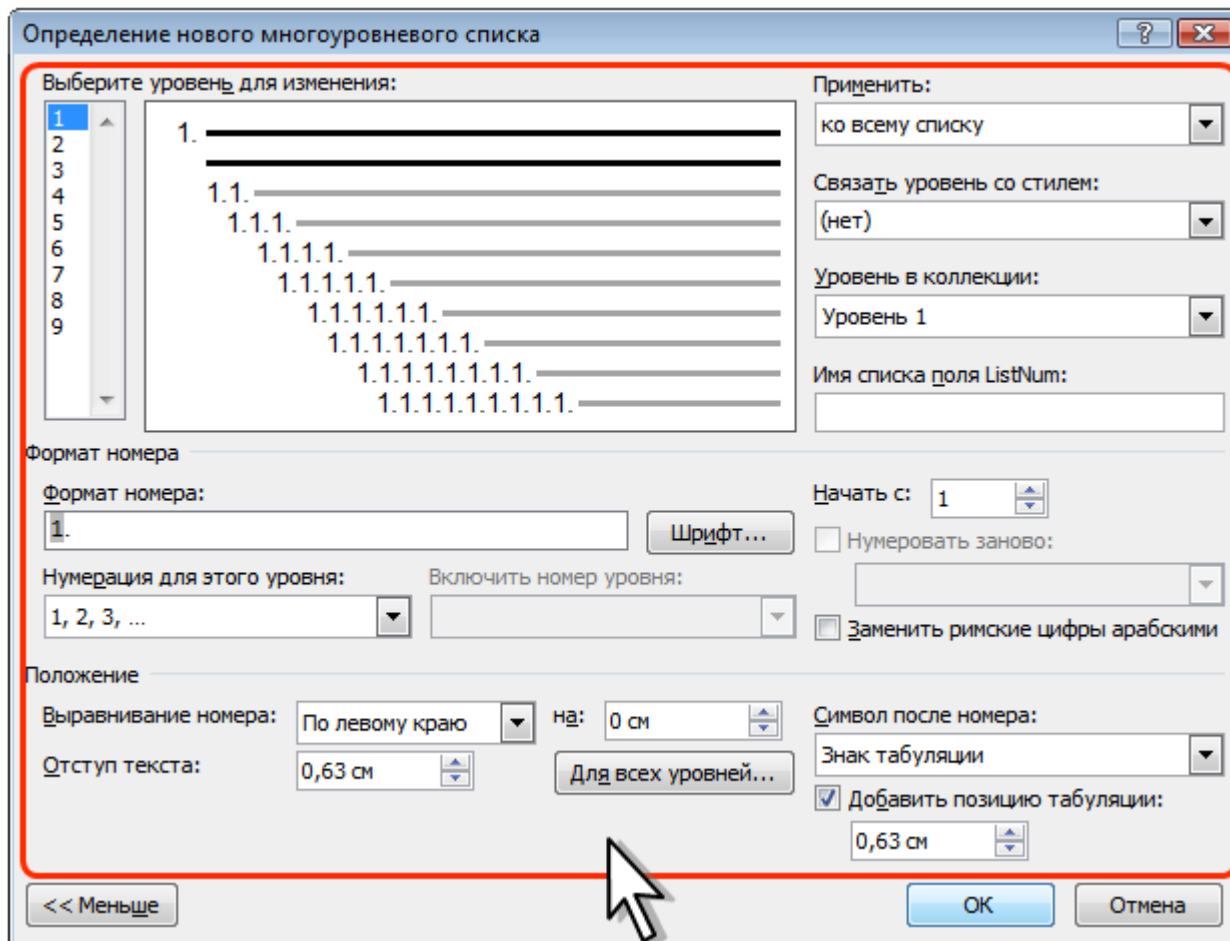 Определение нового многоуровневого списка
Выберите уровень для изменения:
1
2
3
4
5
6
7
8
9
1.
1.1.
1.1.1.
1.1.1.1.
1.1.1.1.1.
1.1.1.1.1.1.
1.1.1.1.1.1.1.
1.1.1.1.1.1.1.1.
1.1.1.1.1.1.1.1.1.
Применить:
ко всему списку
Связать уровень со стилем:
(нет)
Уровень в коллекции:
Уровень 1
Имя списка поля ListNum:
Формат номера
Формат номера:
1.
Шрифт...
Начать с: 1
Нумеровать заново:
Нумерация для этого уровня:
1, 2, 3, ...
Включить номер уровня:
Заменить римские цифры арабскими
Положение
Выравнивание номера: По левому краю на: 0 см
Отступ текста: 0,63 см
Для всех уровней...
Символ после номера:
Знак табуляции
Добавить позицию табуляции:
0,63 см
<< Меньше
ОК
Отмена